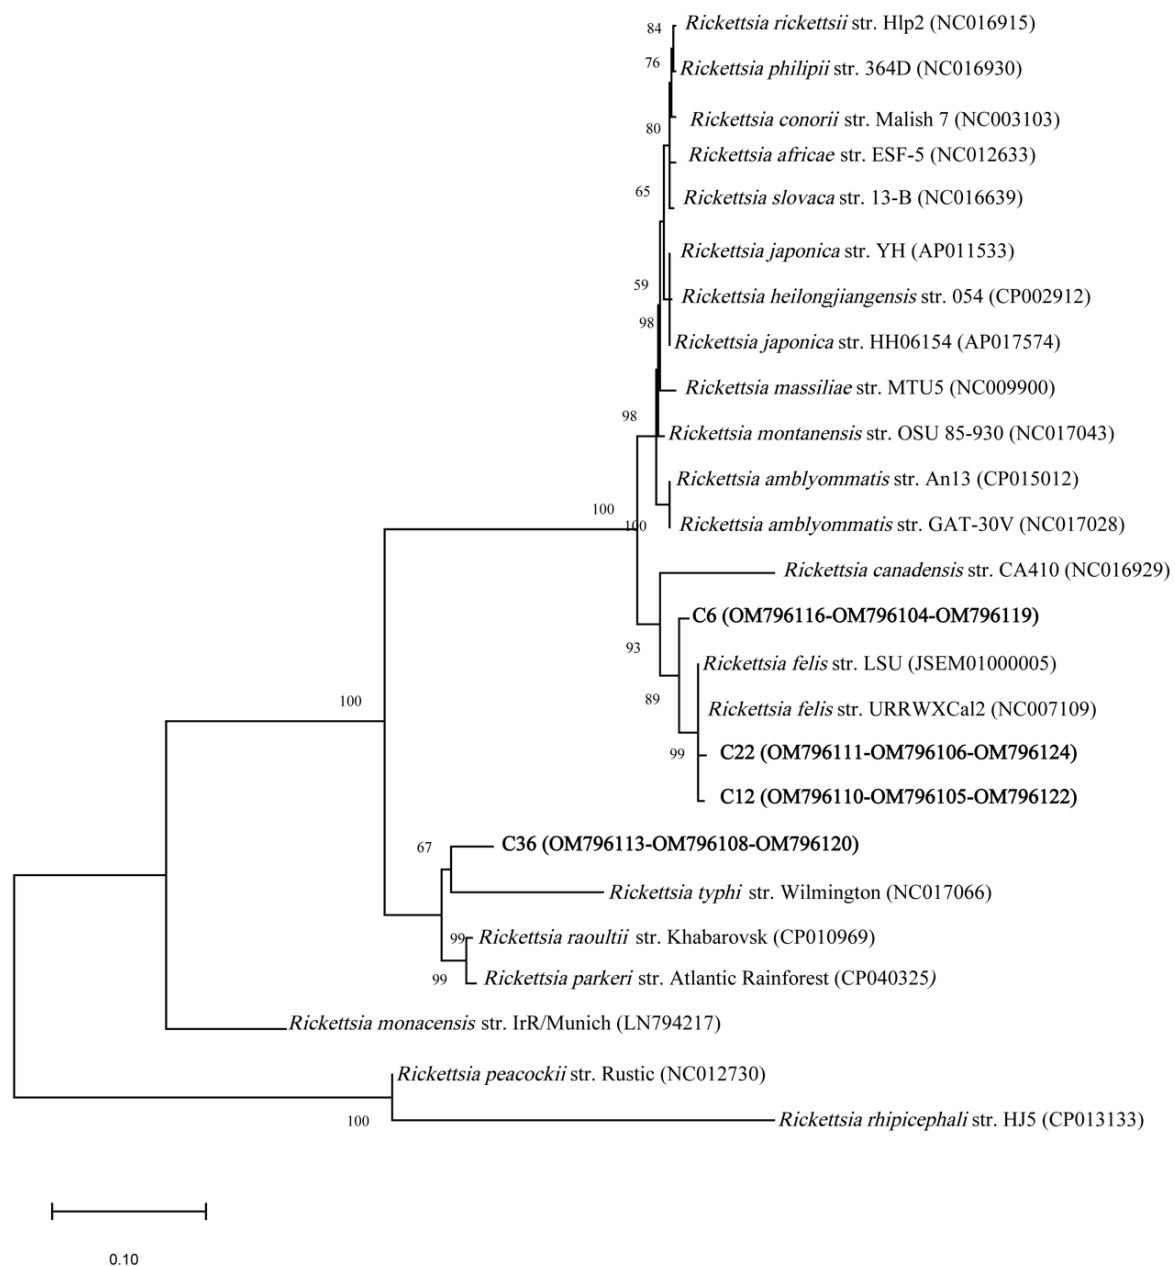 84
Rickettsia rickettsii str. Hlp2 (NC016915)
76
Rickettsia philipii str. 364D (NC016930)
Rickettsia conorii str. Malish 7 (NC003103)
80
Rickettsia africae str. ESF-5 (NC012633)
65
Rickettsia slovaca str. 13-B (NC016639)
Rickettsia japonica str. YH (AP011533)
59
Rickettsia heilongjiangensis str. 054 (CP002912)
98
Rickettsia japonica str. HH06154 (AP017574)
Rickettsia massiliae str. MTU5 (NC009900)
98
Rickettsia montanensis str. OSU 85-930 (NC017043)
Rickettsia amblyommatis str. An13 (CP015012)
100
100
Rickettsia amblyommatis str. GAT-30V (NC017028)
Rickettsia canadensis str. CA410 (NC016929)
C6 (OM796116-OM796104-OM796119)
93
Rickettsia felis str. LSU (JSEM01000005)
89
100
Rickettsia felis str. URRWXCal2 (NC007109)
99
C22 (OM796111-OM796106-OM796124)
C12 (OM796110-OM796105-OM796122)
67
C36 (OM796113-OM796108-OM796120)
Rickettsia typhi str. Wilmington (NC017066)
99
Rickettsia raoultii str. Khabarovsk (CP010969)
99
Rickettsia parkeri str. Atlantic Rainforest (CP040325)
Rickettsia monacensis str. IrR/Munich (LN794217)
Rickettsia peacockii str. Rustic (NC012730)
100
Rickettsia rhipicephali str. HJ5 (CP013133)
0.10